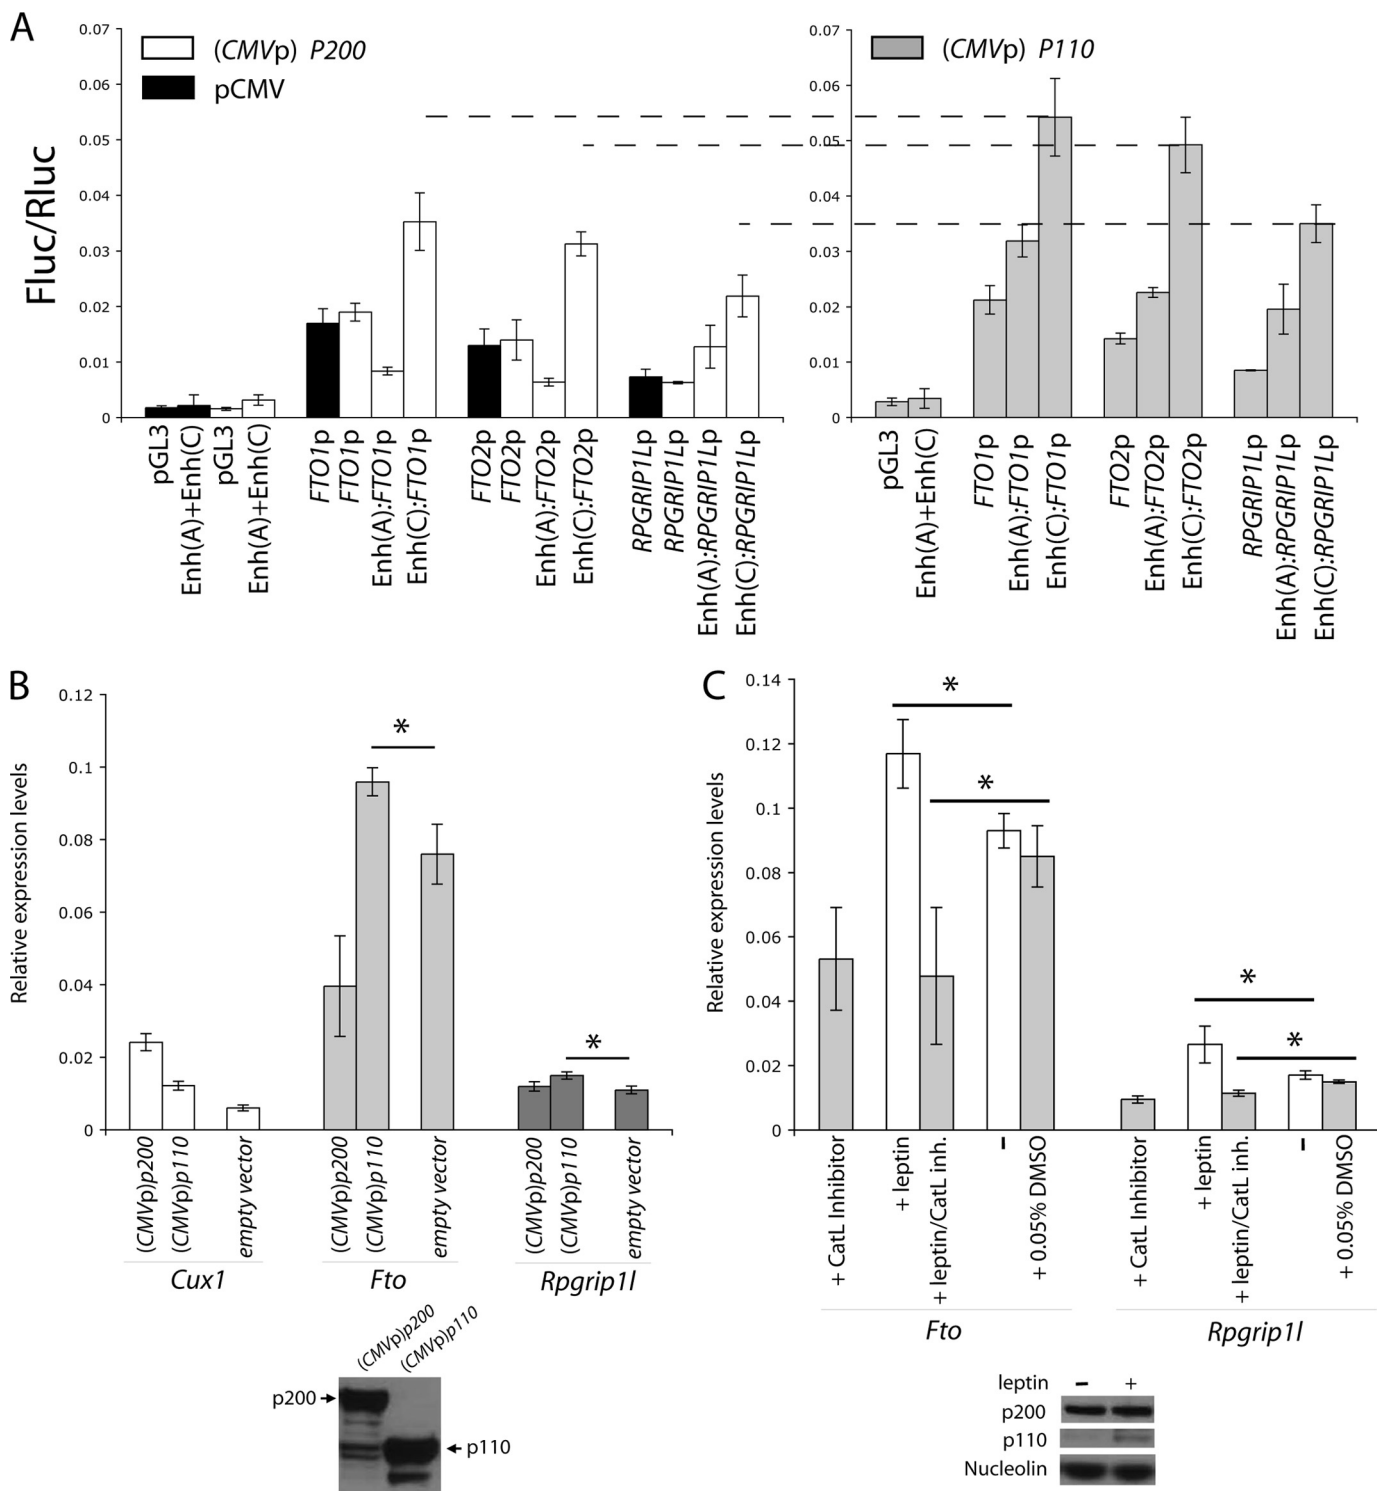 A
Fluc/Rluc
0.07
0.06
0.05
0.04
0.03
0.02
0.01
0
(CMVp) P200
pCMV
pGL3
Enh(A)+Enh(C)
pGL3
Enh(A)+Enh(C)
FTO1p
FTO1p
Enh(A):FTO1p
Enh(C):FTO1p
FTO2p
FTO2p
Enh(A):FTO2p
Enh(C):FTO2p
RPGRIP1Lp
RPGRIP1Lp
Enh(A):RPGRIP1Lp
Enh(C):RPGRIP1Lp
0.07
0.06
0.05
0.04
0.03
0.02
0.01
0
(CMVp) P110
pGL3
Enh(A)+Enh(C)
FTO1p
Enh(A):FTO1p
Enh(C):FTO1p
FTO2p
Enh(A):FTO2p
Enh(C):FTO2p
RPGRIP1Lp
Enh(A):RPGRIP1Lp
Enh(C):RPGRIP1Lp
B
Relative expression levels
0.12
0.1
0.08
0.06
0.04
0.02
0
*
*
(CMVp)p200
(CMVp)p110
empty vector
(CMVp)p200
(CMVp)p110
empty vector
(CMVp)p200
(CMVp)p110
empty vector
Cux1
Fto
Rpgrip1l
(CMVp)p200
(CMVp)p110
p200
p110
C
Relative expression levels
0.14
0.12
0.1
0.08
0.06
0.04
0.02
0
*
*
*
*
+ CatL Inhibitor
+ leptin
+ leptin/CatL inh.
–
+ 0.05% DMSO
+ CatL Inhibitor
+ leptin
+ leptin/CatL inh.
–
+ 0.05% DMSO
Fto
Rpgrip1l
leptin – +
p200
p110
Nucleolin